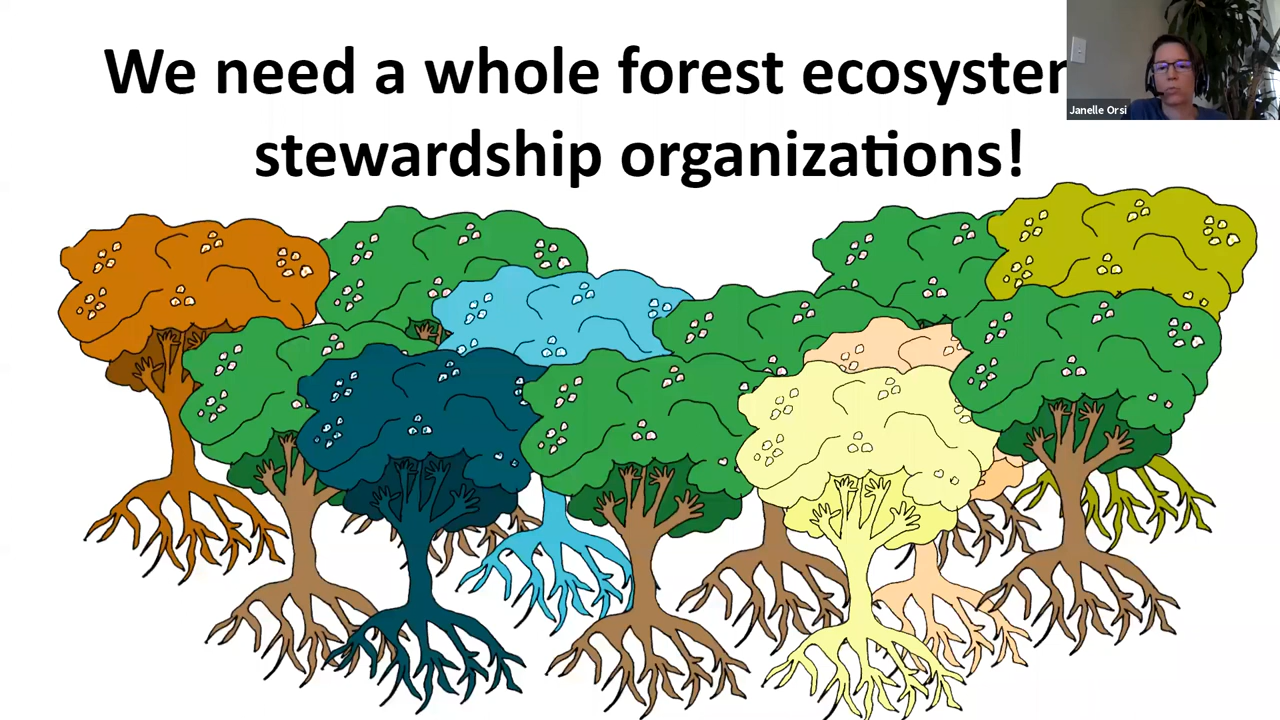 We need a whole forest ecosyster
stewardship organizations!
Janelle Orsi